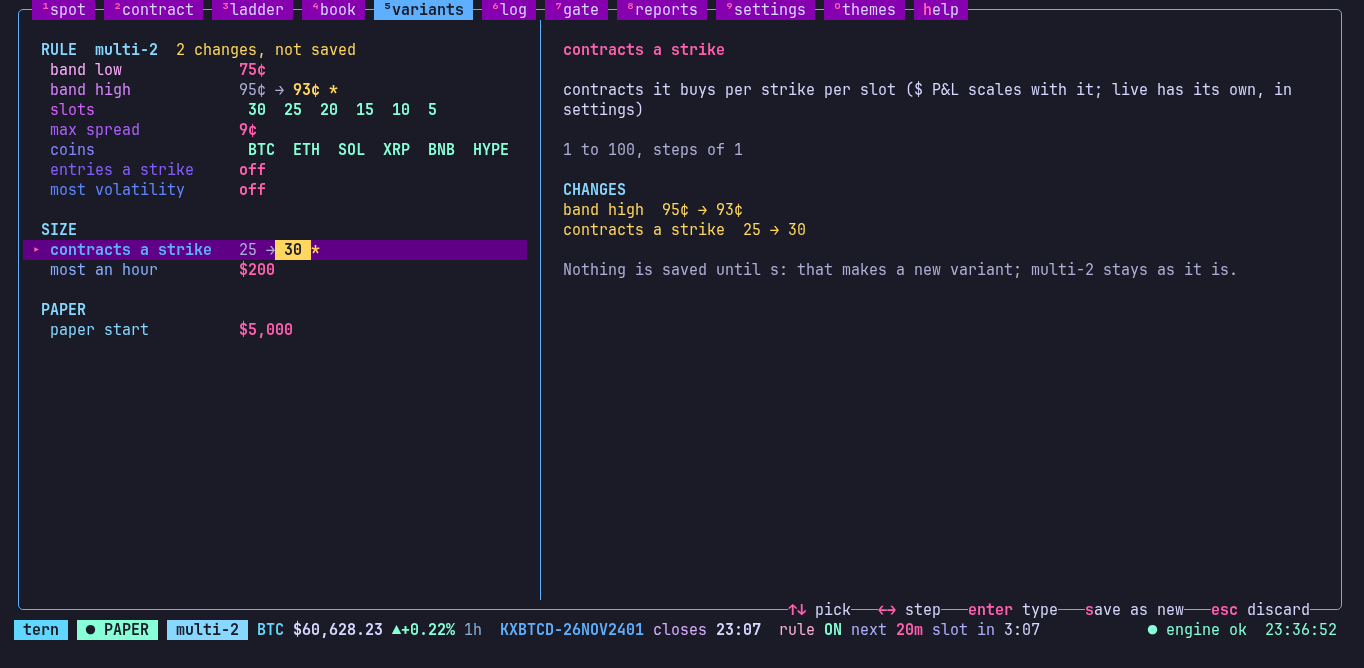 ¹spot ²contract ³ladder ⁴book ⁵variants ⁶log ⁷gate ⁸reports ⁹settings ⁰themes help
RULE multi-2 2 changes, not saved
band low 75¢
band high 95¢ → 93¢ *
slots 30 25 20 15 10 5
max spread 9¢
coins BTC ETH SOL XRP BNB HYPE
entries a strike off
most volatility off
SIZE
▸ contracts a strike 25 → 30 *
most an hour $200
PAPER
paper start $5,000
contracts a strike
contracts it buys per strike per slot ($ P&L scales with it; live has its own, in
settings)
1 to 100, steps of 1
CHANGES
band high 95¢ → 93¢
contracts a strike 25 → 30
Nothing is saved until s: that makes a new variant; multi-2 stays as it is.
↑↓ pick ←→ step enter type save as new esc discard
tern ● PAPER multi-2 BTC $60,628.23 ▲+0.22% 1h KXBTCD-26NOV2401 closes 23:07 rule ON next 20m slot in 3:07 ● engine ok 23:36:52